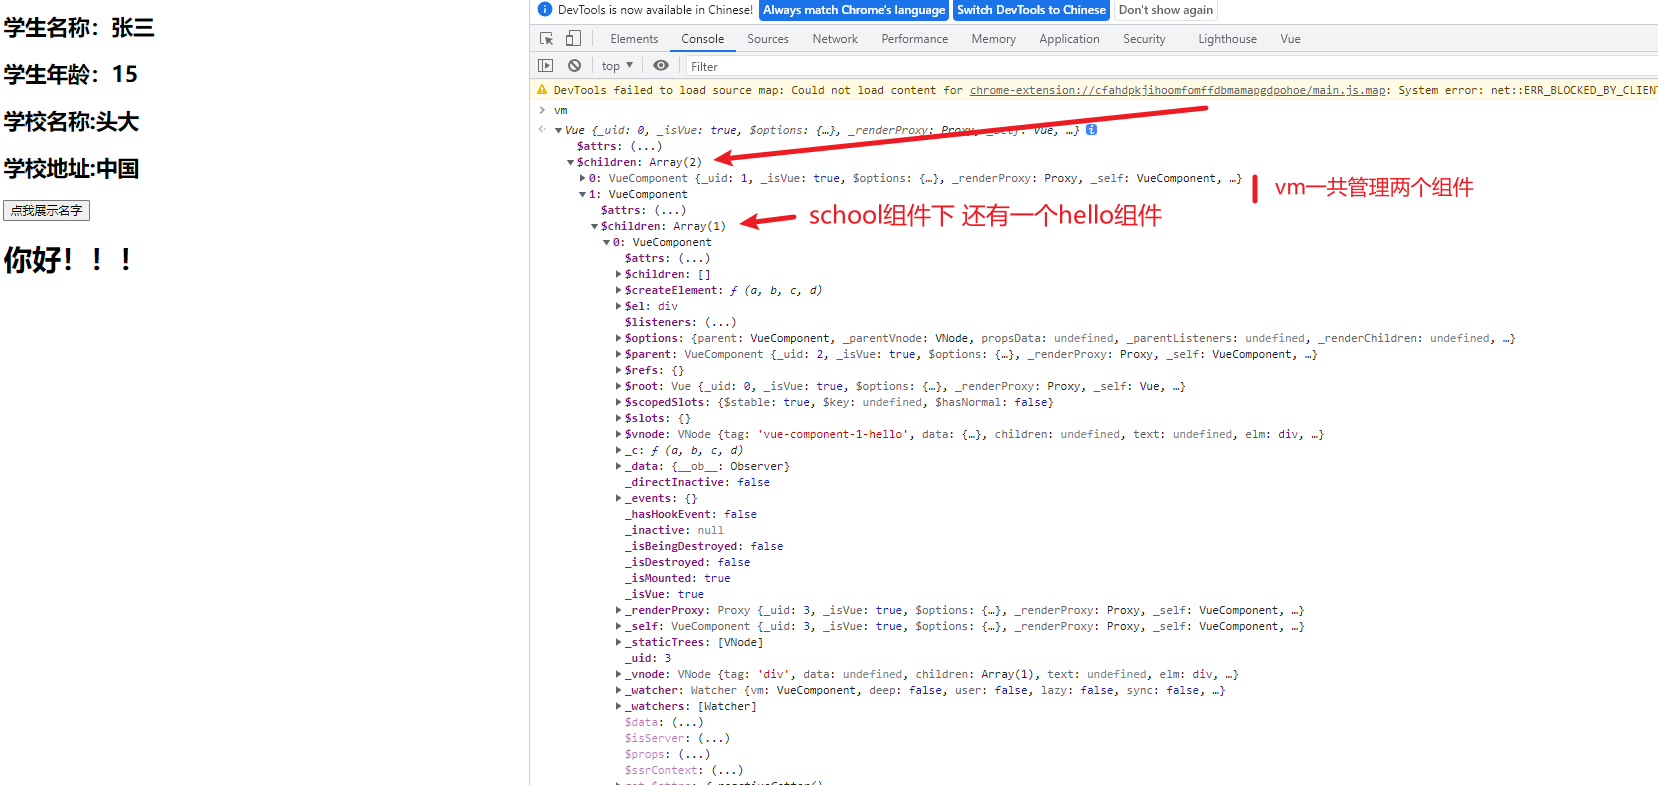 学生名称：张三
学生年龄：15
学校名称:头大
学校地址:中国
点我展示名字
你好！！！
DevTools is now available in Chinese! Always match Chrome's language Switch DevTools to Chinese Don't show again
Elements Console Sources Network Performance Memory Application Security Lighthouse Vue
top ▼ Filter
DevTools failed to load source map: Could not load content for chrome-extension://cfahdpkjihoomfomffdbmamapgdpohoe/main.js.map: System error: net::ERR_BLOCKED_BY_CLIENT
> vm
Vue {_uid: 0, _isVue: true, $options: {…}, _renderProxy: Proxy, _self: Vue, …}
$attrs: (...)
$children: Array(2)
0: VueComponent {_uid: 1, _isVue: true, $options: {…}, _renderProxy: Proxy, _self: VueComponent, …}
vm一共管理两个组件
1: VueComponent
$attrs: (...)
school组件下 还有一个hello组件
$children: Array(1)
0: VueComponent
$attrs: (...)
$children: []
$createElement: ƒ (a, b, c, d)
$el: div
$listeners: (...)
$options: {parent: VueComponent, _parentVnode: VNode, propsData: undefined, _parentListeners: undefined, _renderChildren: undefined, …}
$parent: VueComponent {_uid: 2, _isVue: true, $options: {…}, _renderProxy: Proxy, _self: VueComponent, …}
$refs: {}
$root: Vue {_uid: 0, _isVue: true, $options: {…}, _renderProxy: Proxy, _self: Vue, …}
$scopedSlots: {$stable: true, $key: undefined, $hasNormal: false}
$slots: {}
$vnode: VNode {tag: 'vue-component-1-hello', data: {…}, children: undefined, text: undefined, elm: div, …}
_c: ƒ (a, b, c, d)
_data: {__ob__: Observer}
_directInactive: false
_events: {}
_hasHookEvent: false
_inactive: null
_isBeingDestroyed: false
_isDestroyed: false
_isMounted: true
_isVue: true
_renderProxy: Proxy {_uid: 3, _isVue: true, $options: {…}, _renderProxy: Proxy, _self: VueComponent, …}
_self: VueComponent {_uid: 3, _isVue: true, $options: {…}, _renderProxy: Proxy, _self: VueComponent, …}
_staticTrees: [VNode]
_uid: 3
_vnode: VNode {tag: 'div', data: undefined, children: Array(1), text: undefined, elm: div, …}
_watcher: Watcher {vm: VueComponent, deep: false, user: false, lazy: false, sync: false, …}
_watchers: [Watcher]
$data: (...)
$isServer: (...)
$props: (...)
$ssrContext: (...)